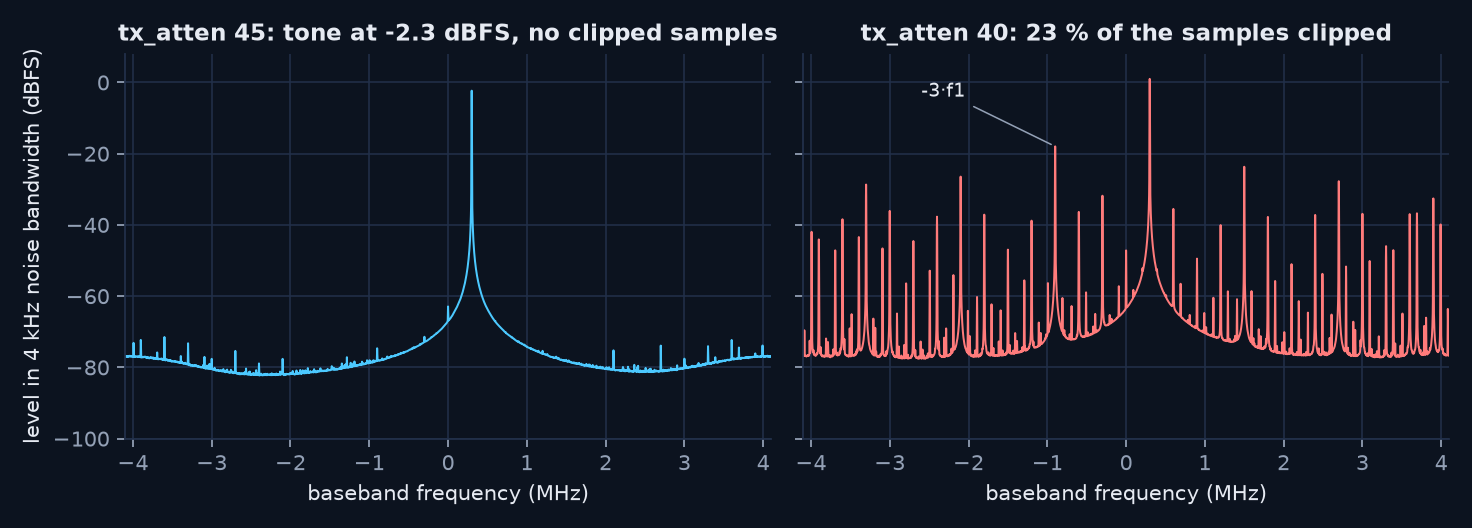 tx_atten 45: tone at -2.3 dBFS, no clipped samples
level in 4 kHz noise bandwidth (dBFS)
0
−20
−40
−60
−80
−100
−4 −3 −2 −1 0 1 2 3 4
baseband frequency (MHz)
tx_atten 40: 23 % of the samples clipped
-3·f1
−4 −3 −2 −1 0 1 2 3 4
baseband frequency (MHz)